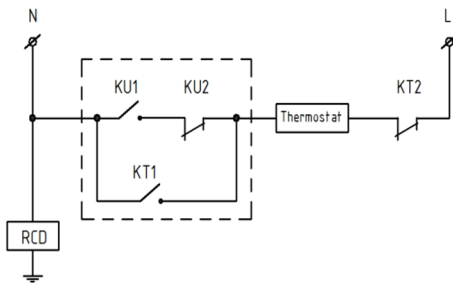 N
L
KU1
KU2
KT2
Thermostat
KT1
RCD